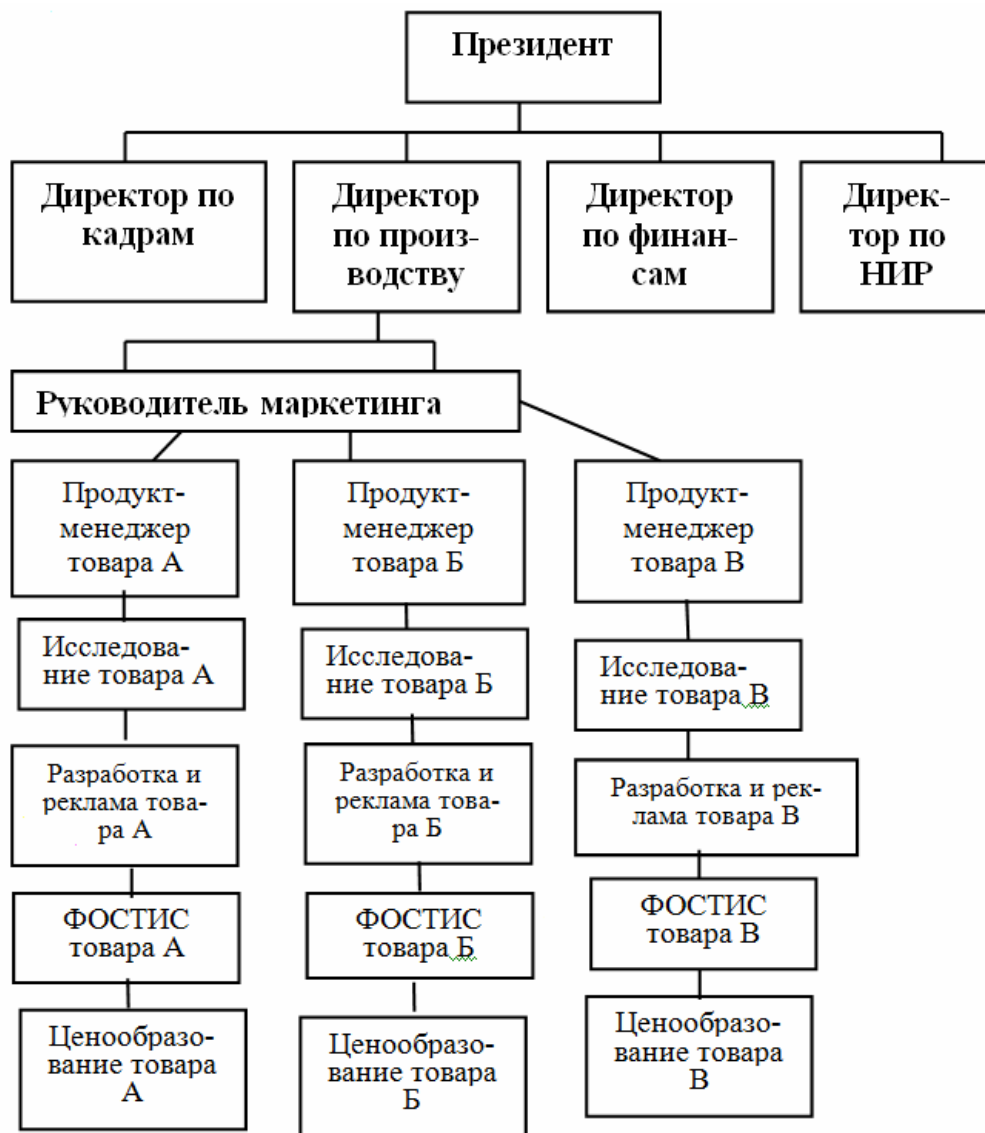 Президент
Директор по
кадрам
Директор
по произ-
водству
Директор
по финан-
сам
Дирек-
тор по
НИР
Руководитель маркетинга
Продукт-
менеджер
товара А
Продукт-
менеджер
товара Б
Продукт-
менеджер
товара В
Исследова-
ние товара А
Исследова-
ние товара Б
Исследова-
ние товара В
Разработка и
реклама това-
ра А
Разработка и
реклама това-
ра Б
Разработка и рек-
лама товара В
ФОСТИС
товара А
ФОСТИС
товара Б
ФОСТИС
товара В
Ценообразо-
вание товара
А
Ценообразо-
вание товара
Б
Ценообразо-
вание товара
В